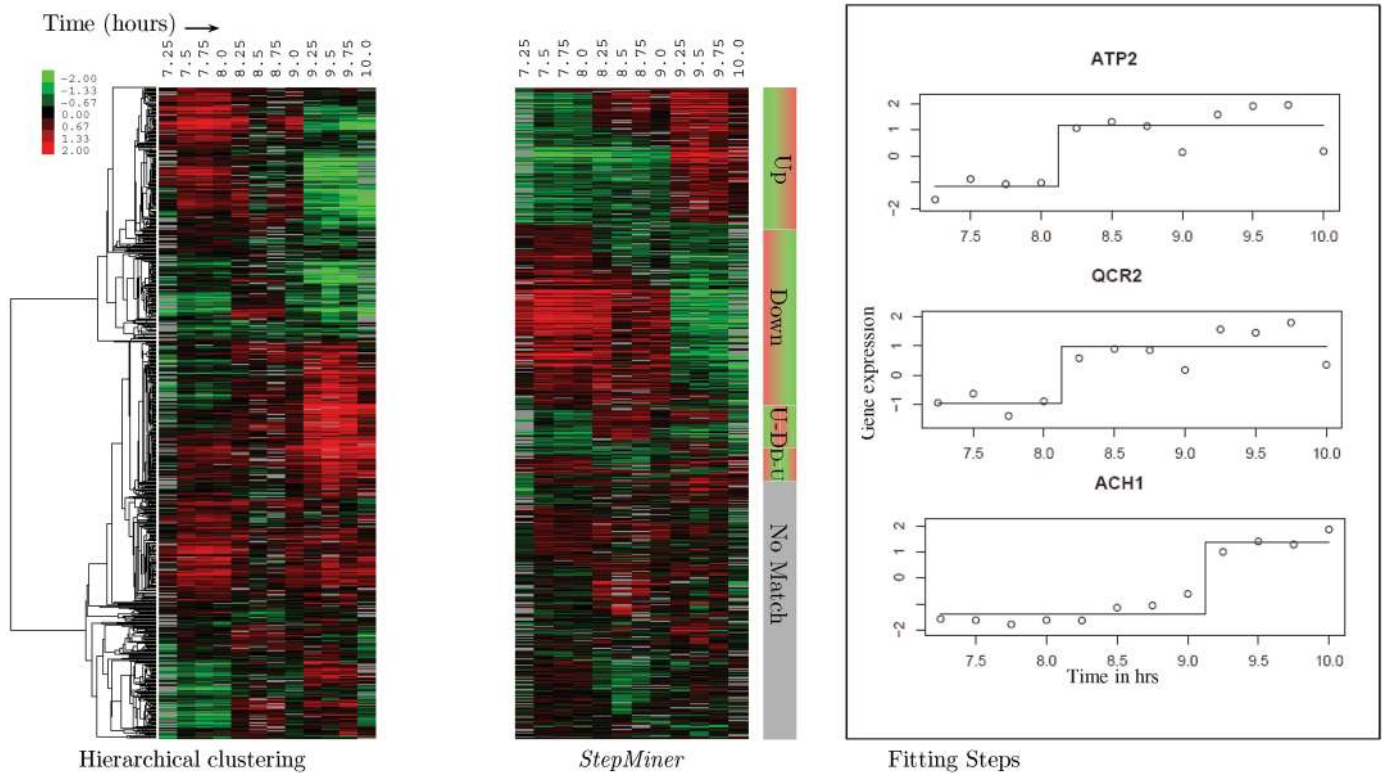 Time (hours)
7.25 7.5 7.75 8.0 8.25 8.5 8.75 9.0 9.25 9.5 9.75 10.0
-2.00
-1.33
-0.67
0.00
0.67
1.33
2.00
Hierarchical clustering
7.25 7.5 7.75 8.0 8.25 8.5 8.75 9.0 9.25 9.5 9.75 10.0
Up
Down
U-D
D-U
No Match
StepMiner
ATP2
2
1
0
-2
7.5 8.0 8.5 9.0 9.5 10.0
QCR2
2
1
0
-1
7.5 8.0 8.5 9.0 9.5 10.0
Gene expression
ACH1
2
1
0
-2
7.5 8.0 8.5 9.0 9.5 10.0
Time in hrs
Fitting Steps